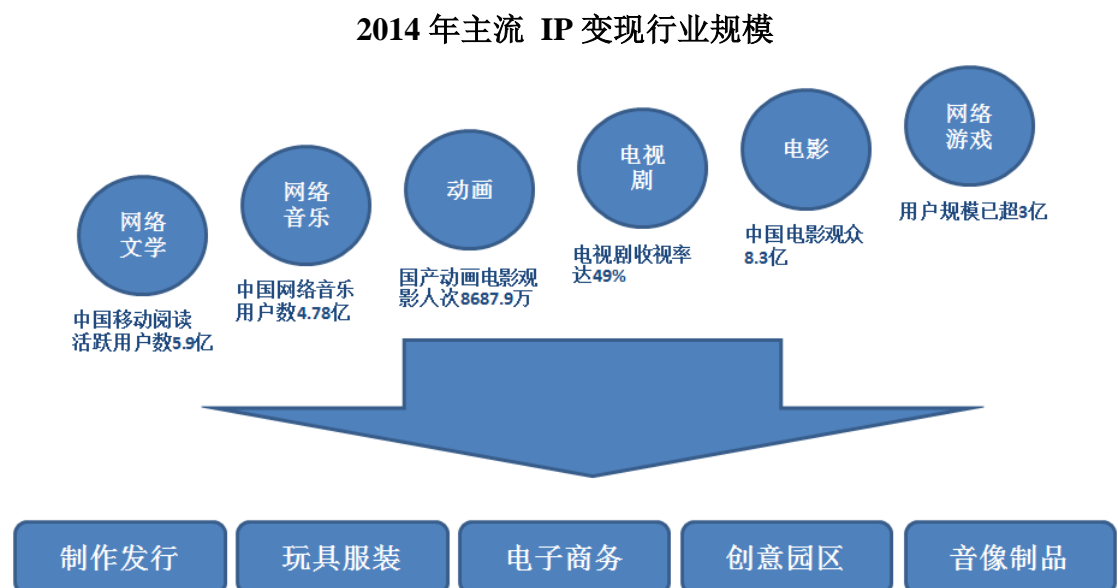 2014 年主流 IP 变现行业规模
网络
文学
中国移动阅读
活跃用户数5.9亿
网络
音乐
中国网络音乐
用户数4.78亿
动画
国产动画电影观
影人次8687.9万
电视
剧
电视剧收视率
达49%
电影
中国电影观众
8.3亿
网络
游戏
用户规模已超3亿
制作发行
玩具服装
电子商务
创意园区
音像制品